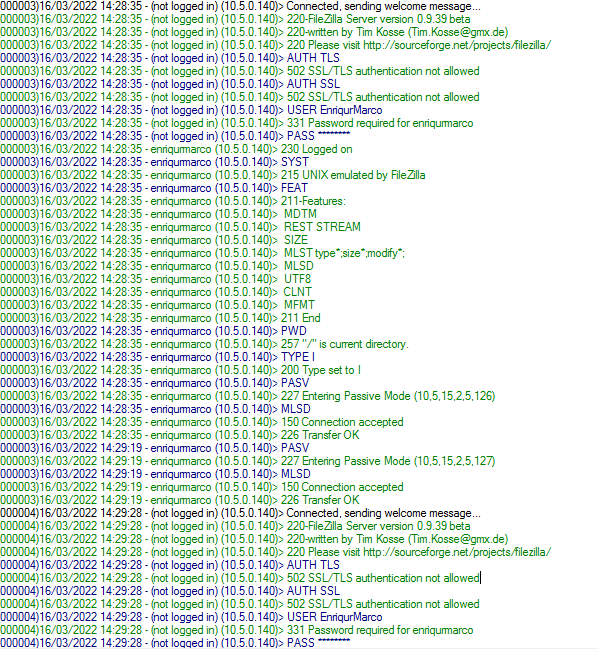 000003)16/03/2022 14:28:35 - (not logged in) (10.5.0.140)> Connected, sending welcome message...
000003)16/03/2022 14:28:35 - (not logged in) (10.5.0.140)> 220-FileZilla Server version 0.9.39 beta
000003)16/03/2022 14:28:35 - (not logged in) (10.5.0.140)> 220-written by Tim Kosse (Tim.Kosse@gmx.de)
000003)16/03/2022 14:28:35 - (not logged in) (10.5.0.140)> 220 Please visit http://sourceforge.net/projects/filezilla/
000003)16/03/2022 14:28:35 - (not logged in) (10.5.0.140)> AUTH TLS
000003)16/03/2022 14:28:35 - (not logged in) (10.5.0.140)> 502 SSL/TLS authentication not allowed
000003)16/03/2022 14:28:35 - (not logged in) (10.5.0.140)> AUTH SSL
000003)16/03/2022 14:28:35 - (not logged in) (10.5.0.140)> 502 SSL/TLS authentication not allowed
000003)16/03/2022 14:28:35 - (not logged in) (10.5.0.140)> USER EnriqurMarco
000003)16/03/2022 14:28:35 - (not logged in) (10.5.0.140)> 331 Password required for enriqurmarco
000003)16/03/2022 14:28:35 - (not logged in) (10.5.0.140)> PASS ********
000003)16/03/2022 14:28:35 - enriqurmarco (10.5.0.140)> 230 Logged on
000003)16/03/2022 14:28:35 - enriqurmarco (10.5.0.140)> SYST
000003)16/03/2022 14:28:35 - enriqurmarco (10.5.0.140)> 215 UNIX emulated by FileZilla
000003)16/03/2022 14:28:35 - enriqurmarco (10.5.0.140)> FEAT
000003)16/03/2022 14:28:35 - enriqurmarco (10.5.0.140)> 211-Features:
000003)16/03/2022 14:28:35 - enriqurmarco (10.5.0.140)> MDTM
000003)16/03/2022 14:28:35 - enriqurmarco (10.5.0.140)> REST STREAM
000003)16/03/2022 14:28:35 - enriqurmarco (10.5.0.140)> SIZE
000003)16/03/2022 14:28:35 - enriqurmarco (10.5.0.140)> MLST type*;size*;modify*;
000003)16/03/2022 14:28:35 - enriqurmarco (10.5.0.140)> MLSD
000003)16/03/2022 14:28:35 - enriqurmarco (10.5.0.140)> UTF8
000003)16/03/2022 14:28:35 - enriqurmarco (10.5.0.140)> CLNT
000003)16/03/2022 14:28:35 - enriqurmarco (10.5.0.140)> MFMT
000003)16/03/2022 14:28:35 - enriqurmarco (10.5.0.140)> 211 End
000003)16/03/2022 14:28:35 - enriqurmarco (10.5.0.140)> PWD
000003)16/03/2022 14:28:35 - enriqurmarco (10.5.0.140)> 257 "/" is current directory.
000003)16/03/2022 14:28:35 - enriqurmarco (10.5.0.140)> TYPE I
000003)16/03/2022 14:28:35 - enriqurmarco (10.5.0.140)> 200 Type set to I
000003)16/03/2022 14:28:35 - enriqurmarco (10.5.0.140)> PASV
000003)16/03/2022 14:28:35 - enriqurmarco (10.5.0.140)> 227 Entering Passive Mode (10,5,15,2,5,126)
000003)16/03/2022 14:28:35 - enriqurmarco (10.5.0.140)> MLSD
000003)16/03/2022 14:28:35 - enriqurmarco (10.5.0.140)> 150 Connection accepted
000003)16/03/2022 14:28:35 - enriqurmarco (10.5.0.140)> 226 Transfer OK
000003)16/03/2022 14:29:19 - enriqurmarco (10.5.0.140)> PASV
000003)16/03/2022 14:29:19 - enriqurmarco (10.5.0.140)> 227 Entering Passive Mode (10,5,15,2,5,127)
000003)16/03/2022 14:29:19 - enriqurmarco (10.5.0.140)> MLSD
000003)16/03/2022 14:29:19 - enriqurmarco (10.5.0.140)> 150 Connection accepted
000003)16/03/2022 14:29:19 - enriqurmarco (10.5.0.140)> 226 Transfer OK
000004)16/03/2022 14:29:28 - (not logged in) (10.5.0.140)> Connected, sending welcome message...
000004)16/03/2022 14:29:28 - (not logged in) (10.5.0.140)> 220-FileZilla Server version 0.9.39 beta
000004)16/03/2022 14:29:28 - (not logged in) (10.5.0.140)> 220-written by Tim Kosse (Tim.Kosse@gmx.de)
000004)16/03/2022 14:29:28 - (not logged in) (10.5.0.140)> 220 Please visit http://sourceforge.net/projects/filezilla/
000004)16/03/2022 14:29:28 - (not logged in) (10.5.0.140)> AUTH TLS
000004)16/03/2022 14:29:28 - (not logged in) (10.5.0.140)> 502 SSL/TLS authentication not allowed
000004)16/03/2022 14:29:28 - (not logged in) (10.5.0.140)> AUTH SSL
000004)16/03/2022 14:29:28 - (not logged in) (10.5.0.140)> 502 SSL/TLS authentication not allowed
000004)16/03/2022 14:29:28 - (not logged in) (10.5.0.140)> USER EnriqurMarco
000004)16/03/2022 14:29:28 - (not logged in) (10.5.0.140)> 331 Password required for enriqurmarco
000004)16/03/2022 14:29:28 - (not logged in) (10.5.0.140)> PASS ********